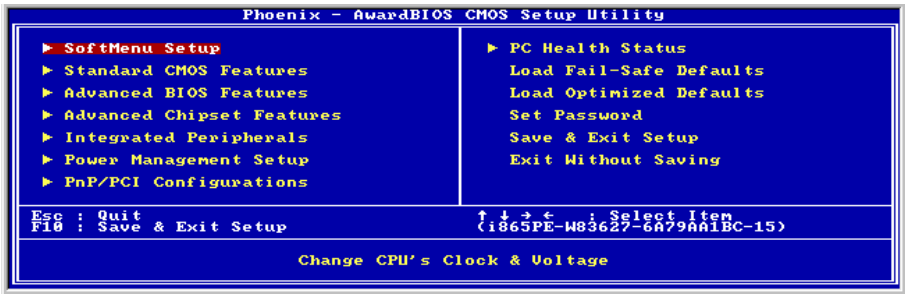 Phoenix - AwardBIOS CMOS Setup Utility
▶ SoftMenu Setup
▶ Standard CMOS Features
▶ Advanced BIOS Features
▶ Advanced Chipset Features
▶ Integrated Peripherals
▶ Power Management Setup
▶ PnP/PCI Configurations
▶ PC Health Status
Load Fail-Safe Defaults
Load Optimized Defaults
Set Password
Save & Exit Setup
Exit Without Saving
Esc : Quit
F10 : Save & Exit Setup
↑ ↓ → ← : Select Item
(i865PE-W83627-6A79AA1BC-15)
Change CPU's Clock & Voltage